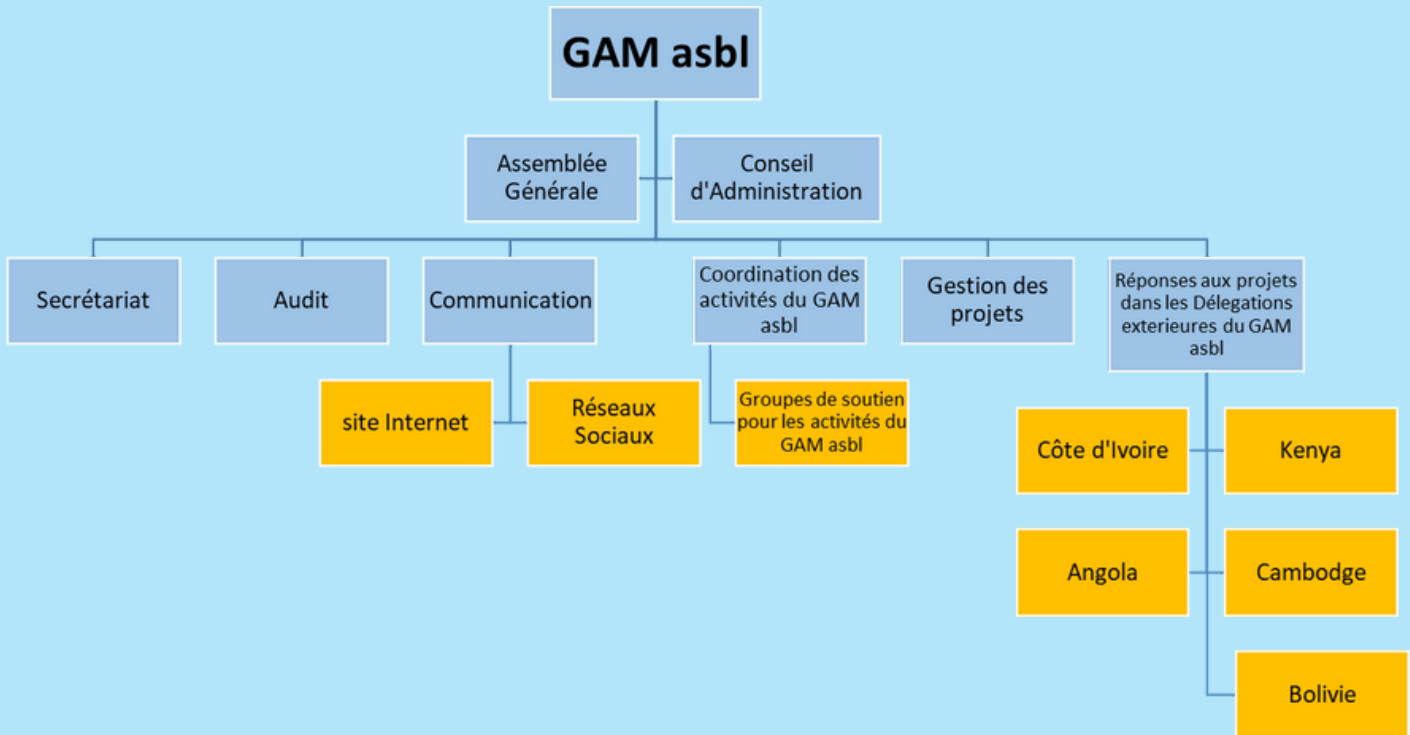 GAM asbl
Assemblée
Générale
Conseil
d'Administration
Secrétariat
Audit
Communication
Coordination des
activités du GAM
asbl
Gestion des
projets
Réponses aux projets
dans les Délegations
exterieures du GAM
asbl
site Internet
Réseaux
Sociaux
Groupes de soutien
pour les activités du
GAM asbl
Côte d'Ivoire
Kenya
Angola
Cambodge
Bolivie